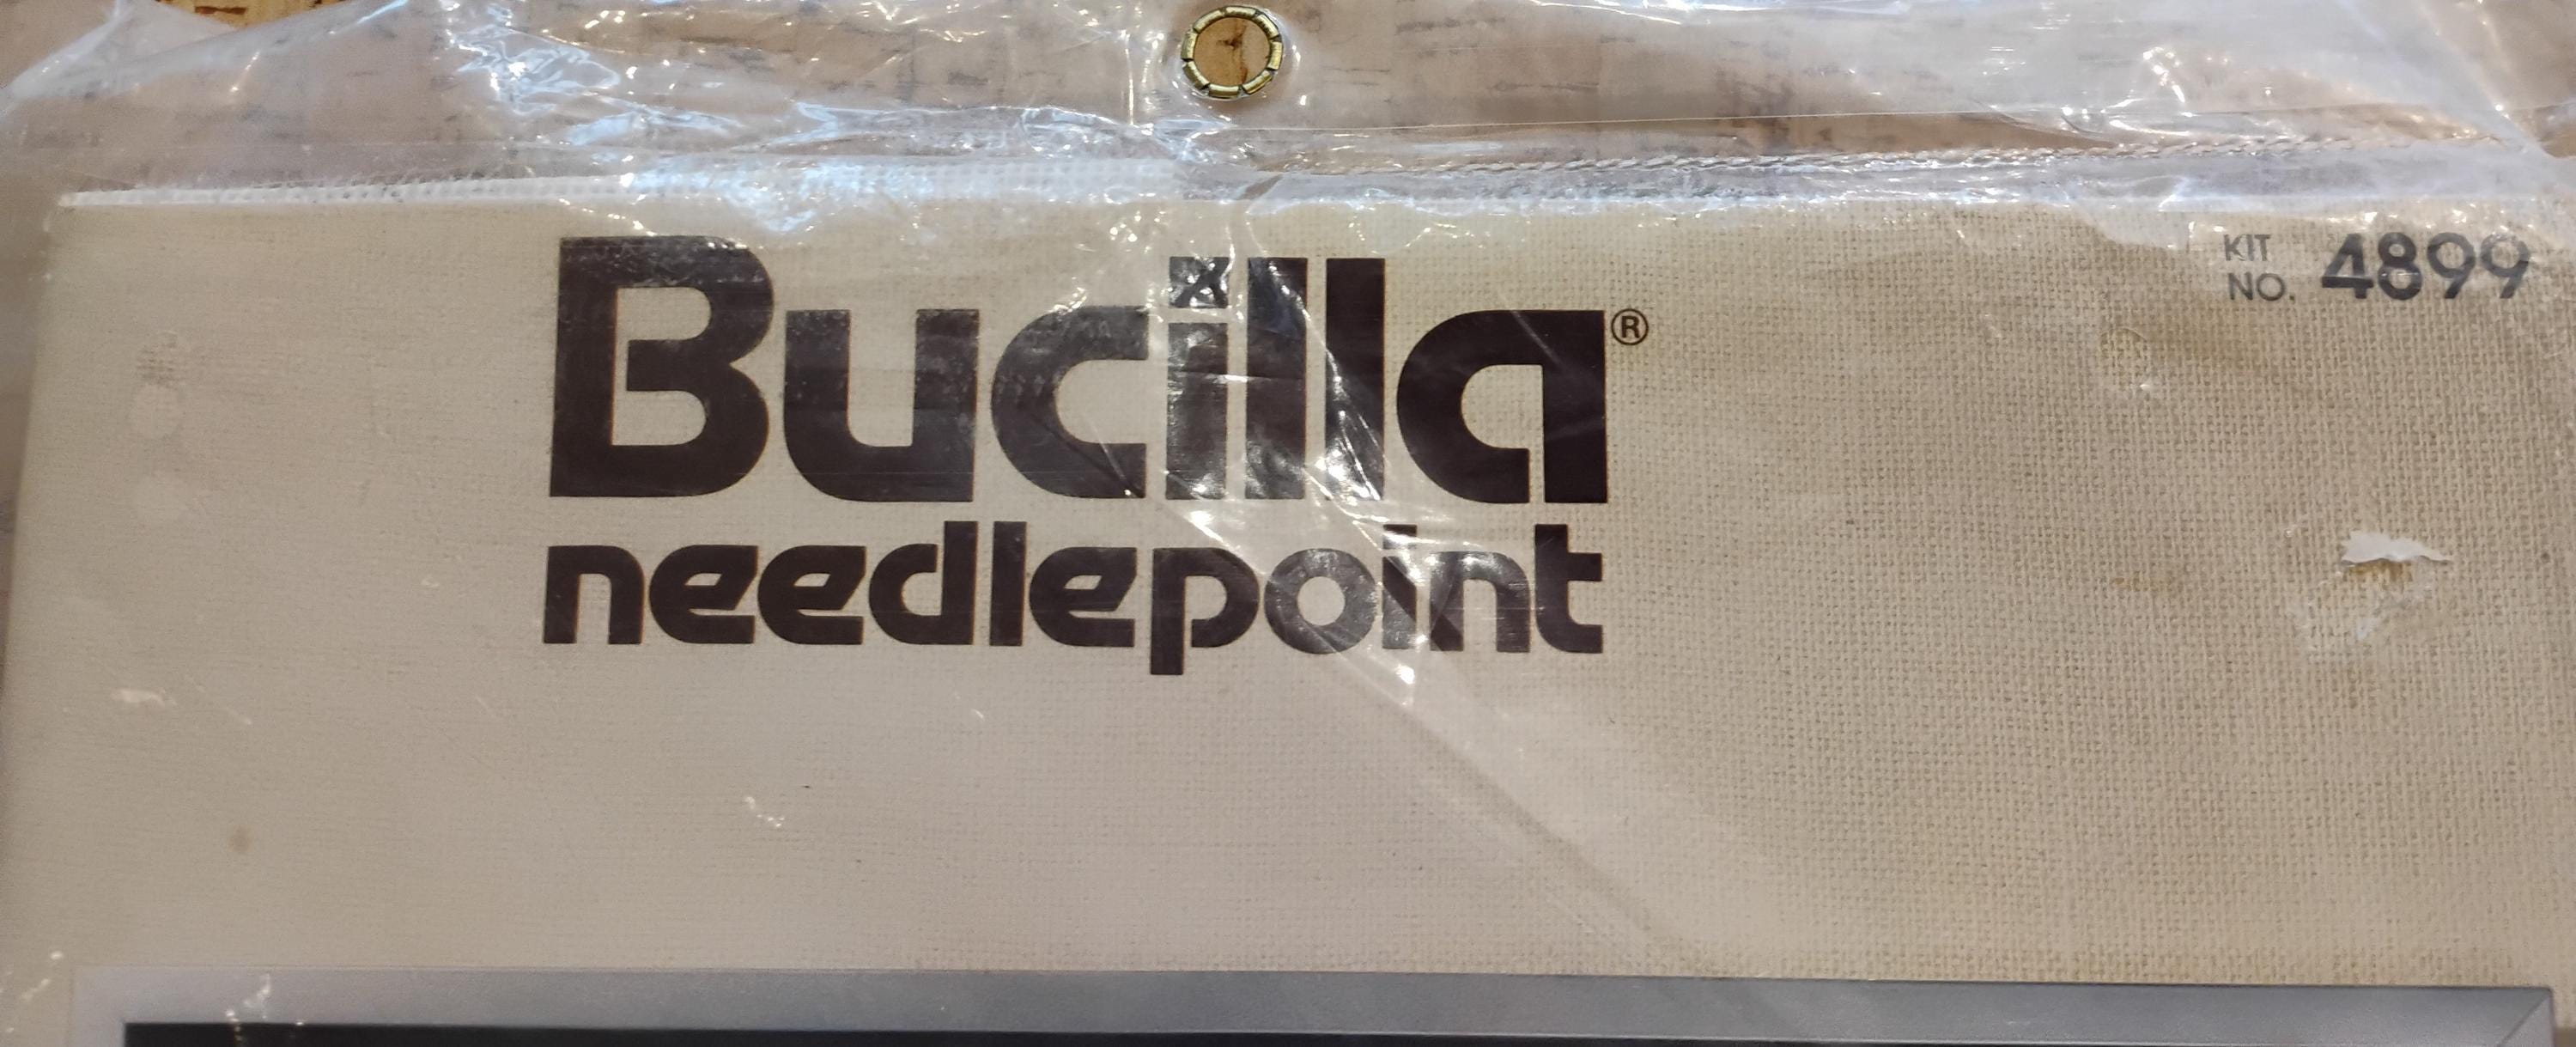 Bucilla®
needlepoint
KIT
NO. 4899